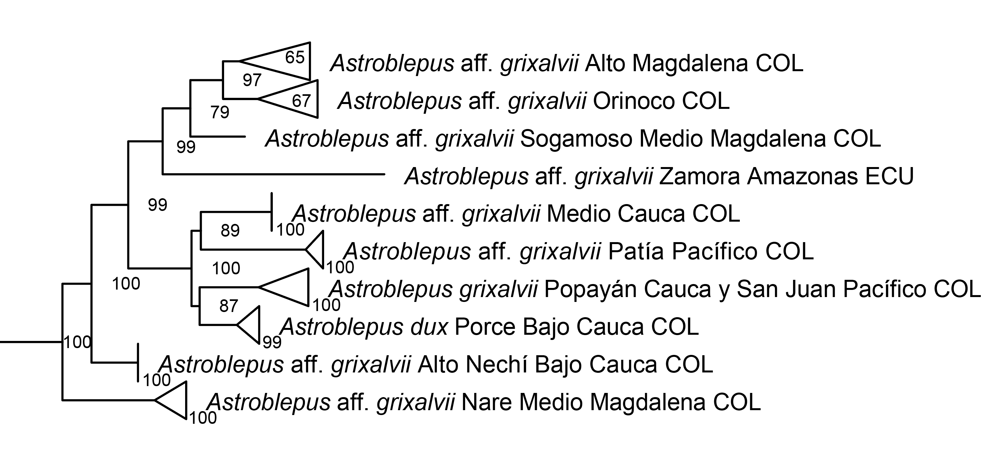 65
Astroblepus aff. grixalvii Alto Magdalena COL
97
67
Astroblepus aff. grixalvii Orinoco COL
79
Astroblepus aff. grixalvii Sogamoso Medio Magdalena COL
99
Astroblepus aff. grixalvii Zamora Amazonas ECU
99
Astroblepus aff. grixalvii Medio Cauca COL
89
100
Astroblepus aff. grixalvii Patía Pacífico COL
100
100
100
Astroblepus grixalvii Popayán Cauca y San Juan Pacífico COL
87
100
Astroblepus dux Porce Bajo Cauca COL
100
99
Astroblepus aff. grixalvii Alto Nechí Bajo Cauca COL
100
Astroblepus aff. grixalvii Nare Medio Magdalena COL
100